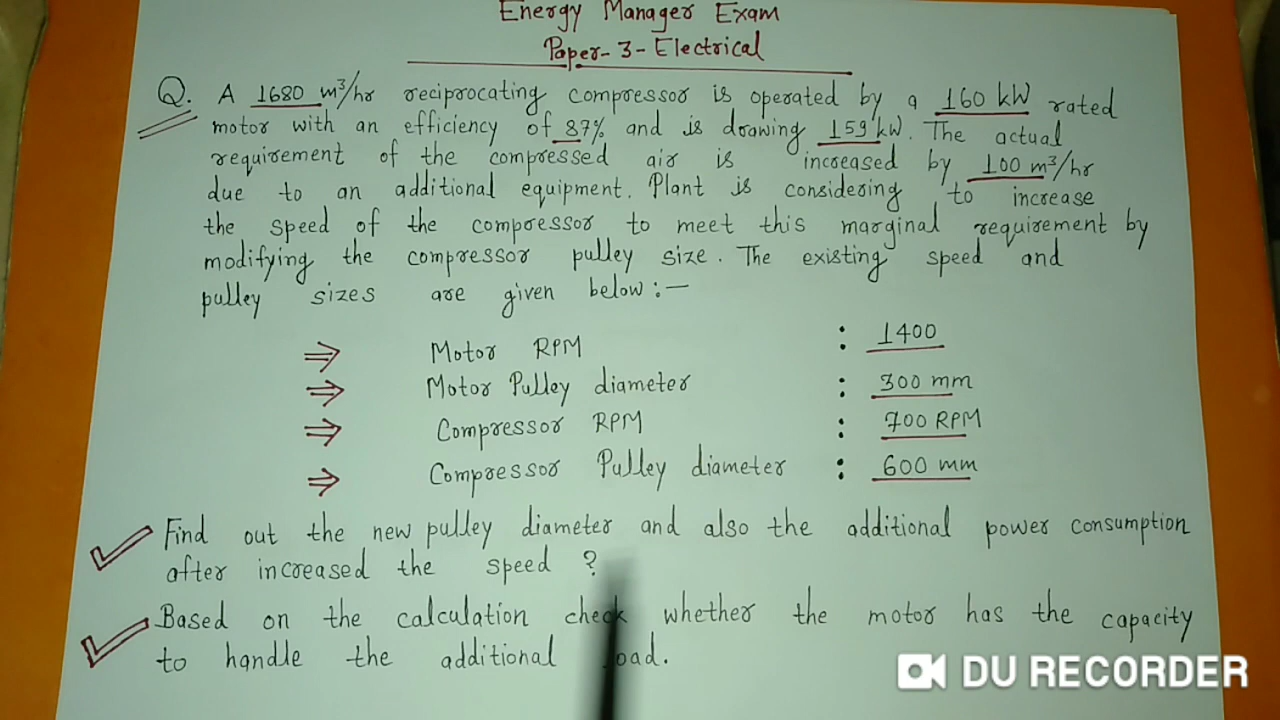 Energy Manager Exam
Paper-3-Electrical
Q. A 1680 m³/hr reciprocating compressor is operated by a 160 kW rated
motor with an efficiency of 87% and is drawing 159 kW. The actual
requirement of the compressed air is increased by 100 m³/hr
due to an additional equipment. Plant is considering to increase
the speed of the compressor to meet this marginal requirement by
modifying the compressor pulley size. The existing speed and
pulley sizes are given below:-
⇒ Motor RPM : 1400
⇒ Motor Pulley diameter : 300 mm
⇒ Compressor RPM : 700 RPM
⇒ Compressor Pulley diameter : 600 mm
Find out the new pulley diameter and also the additional power consumption
after increased the speed ?
Based on the calculation check whether the motor has the capacity
to handle the additional load.
DU RECORDER